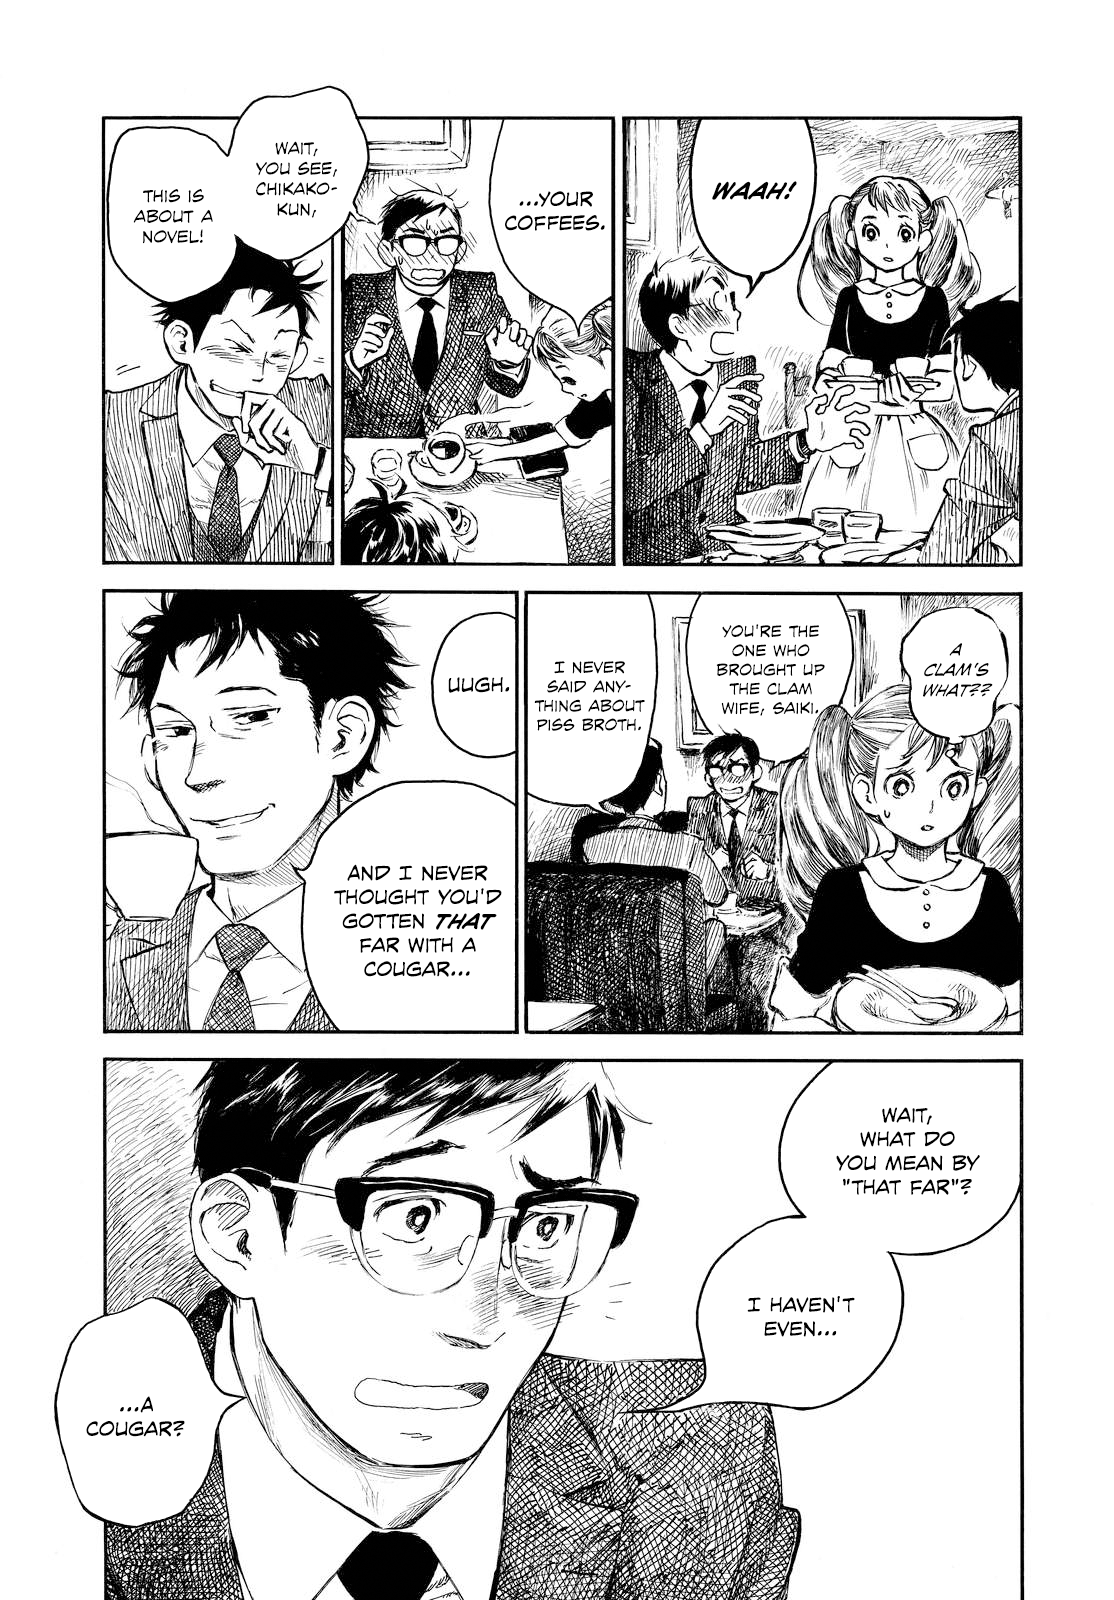 WAAH!
...YOUR
COFFEES.
WAIT,
YOU SEE,
CHIKAKO-
KUN,
THIS IS
ABOUT A
NOVEL!
A
CLAM'S
WHAT??
YOU'RE THE
ONE WHO
BROUGHT UP
THE CLAM
WIFE, SAIKI.
I NEVER
SAID ANY-
THING ABOUT
PISS BROTH.
UUGH.
AND I NEVER
THOUGHT YOU'D
GOTTEN THAT
FAR WITH A
COUGAR...
WAIT,
WHAT DO
YOU MEAN BY
"THAT FAR"?
I HAVEN'T
EVEN...
...A
COUGAR?